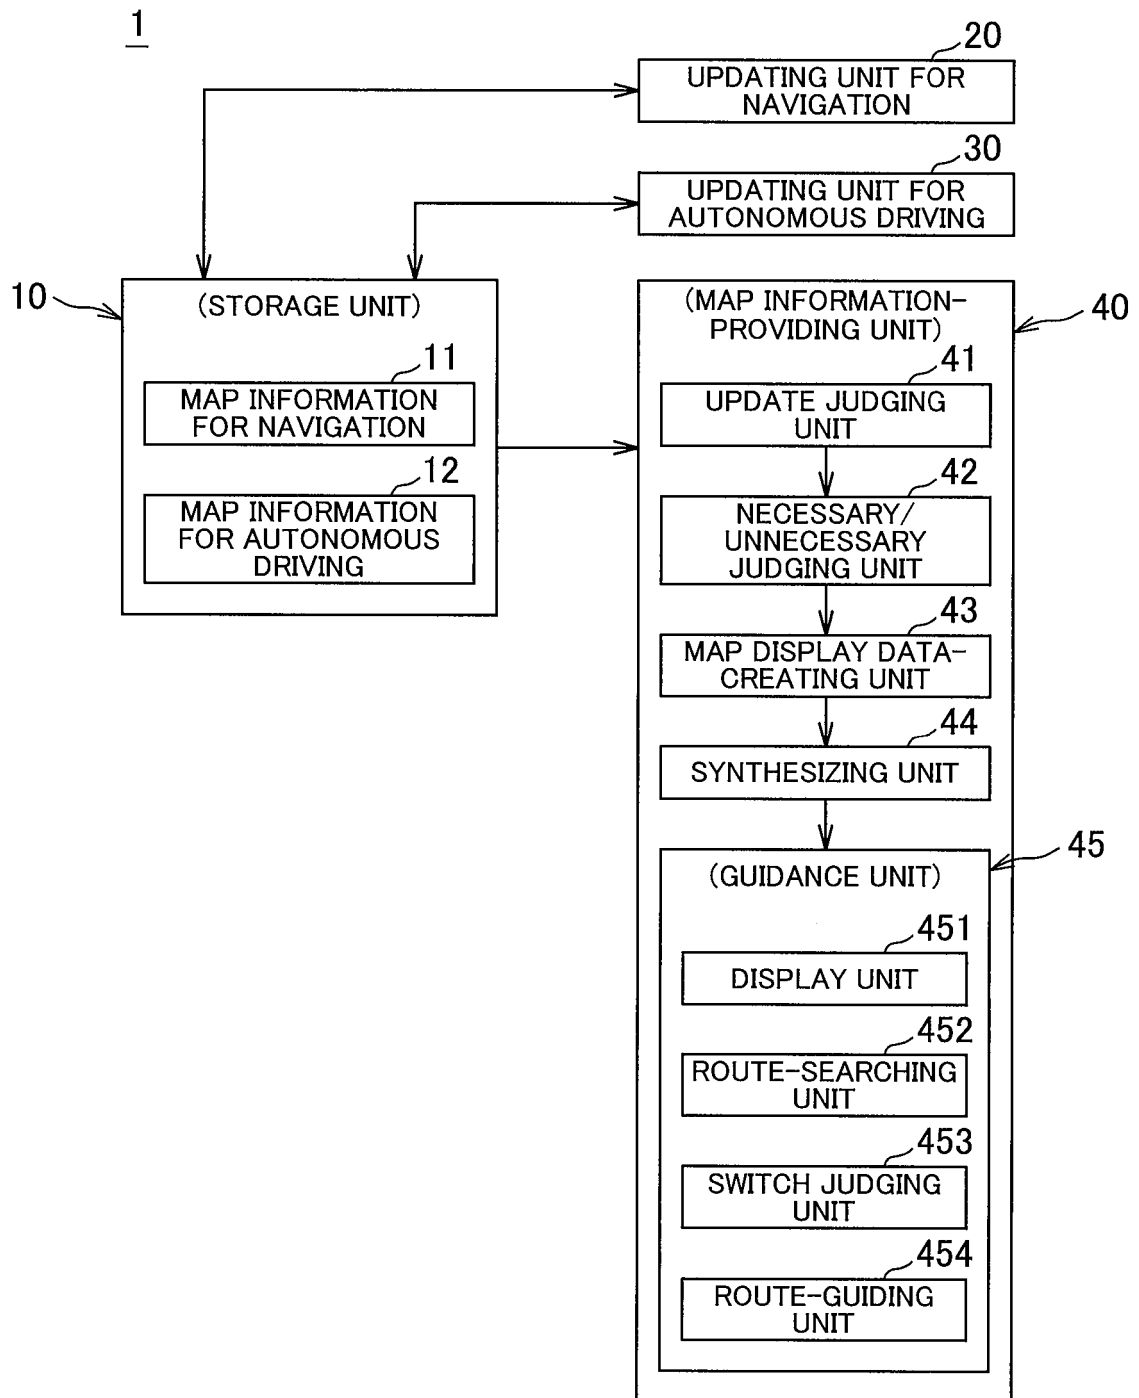 1
20
UPDATING UNIT FOR
NAVIGATION
30
UPDATING UNIT FOR
AUTONOMOUS DRIVING
10
(STORAGE UNIT)
11
MAP INFORMATION
FOR NAVIGATION
12
MAP INFORMATION
FOR AUTONOMOUS
DRIVING
(MAP INFORMATION-
PROVIDING UNIT)
40
41
UPDATE JUDGING
UNIT
42
NECESSARY/
UNNECESSARY
JUDGING UNIT
43
MAP DISPLAY DATA-
CREATING UNIT
44
SYNTHESIZING UNIT
45
(GUIDANCE UNIT)
451
DISPLAY UNIT
452
ROUTE-SEARCHING
UNIT
453
SWITCH JUDGING
UNIT
454
ROUTE-GUIDING
UNIT